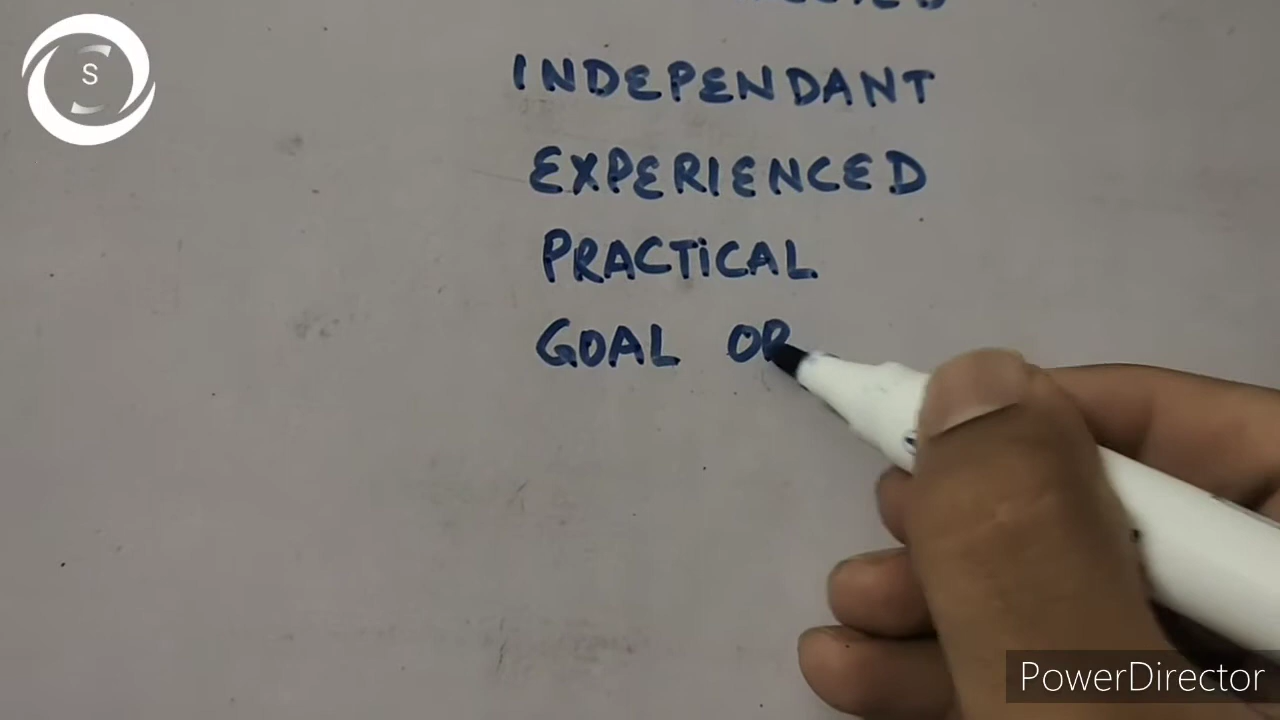 S
INDEPENDANT
EXPERIENCED
PRACTICAL
GOAL OR
PowerDirector